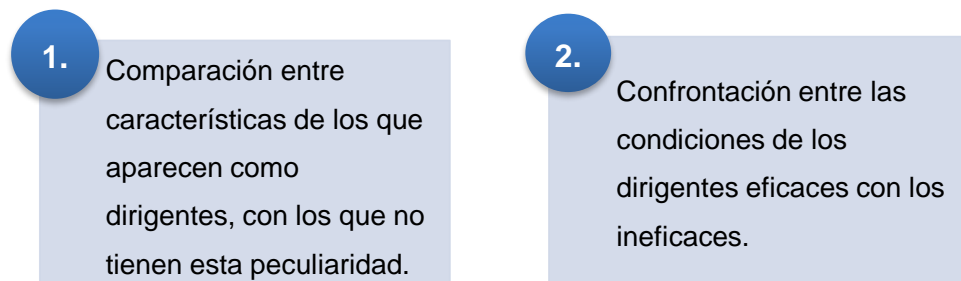 1.
Comparación entre
características de los que
aparecen como
dirigentes, con los que no
tienen esta peculiaridad.
2.
Confrontación entre las
condiciones de los
dirigentes eficaces con los
ineficaces.